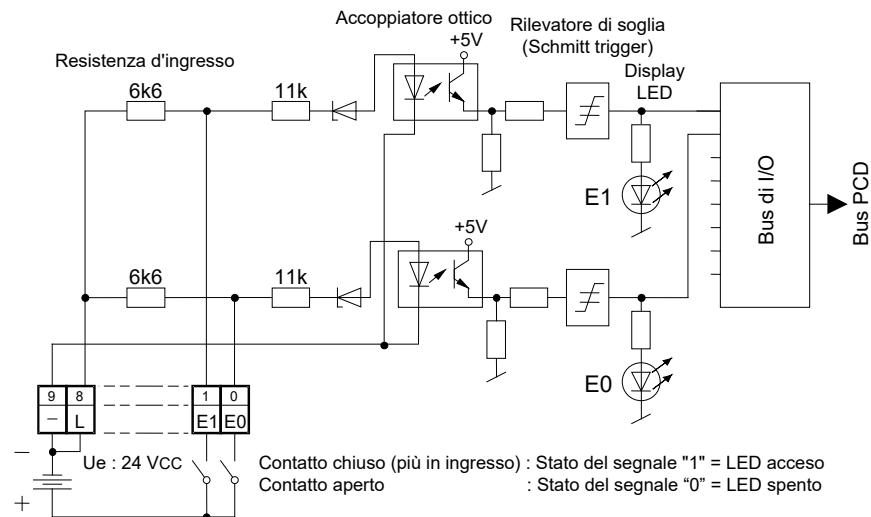 Accoppiatore ottico
+5V
Rilevatore di soglia
(Schmitt trigger)
Resistenza d'ingresso
Display
LED
6k6
11k
E1
Bus di I/O
Bus PCD
+5V
6k6
11k
E0
9
8
1
0
–
L
E1
E0
–
+
Ue : 24 VCC
Contatto chiuso (più in ingresso) : Stato del segnale "1" = LED acceso
Contatto aperto : Stato del segnale “0” = LED spento